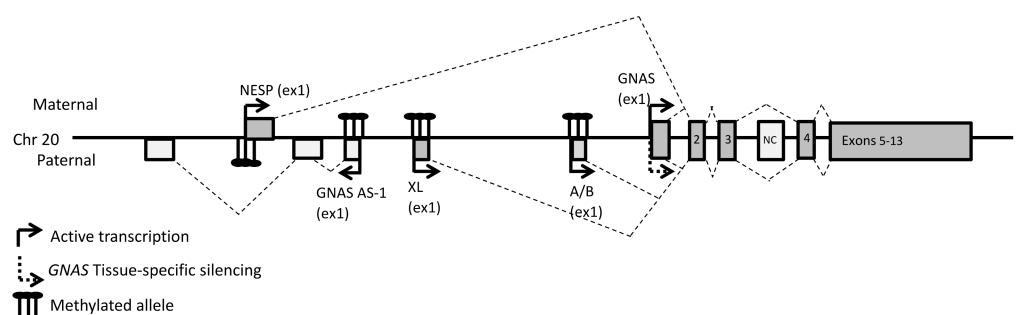 NESP (ex1)
GNAS
(ex1)
Maternal
Chr 20
Paternal
2
3
NC
4
Exons 5-13
GNAS AS-1
(ex1)
XL
(ex1)
A/B
(ex1)
Active transcription
GNAS Tissue-specific silencing
Methylated allele